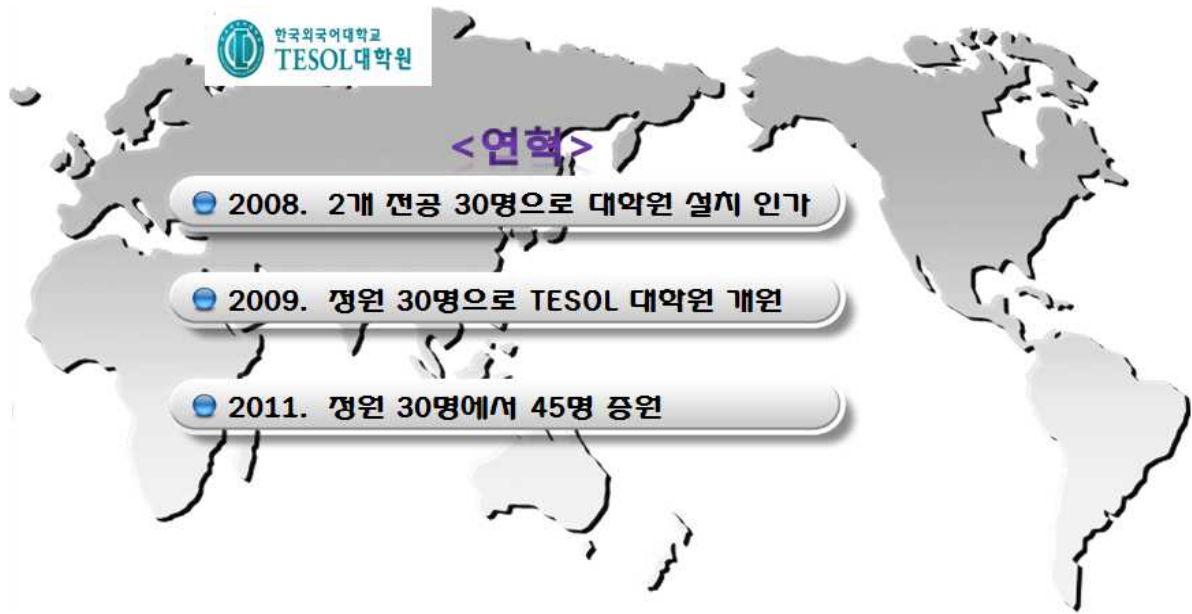 한국외국어대학교
TESOL대학원
<연혁>
2008. 2개 전공 30명으로 대학원 설치 인가
2009. 정원 30명으로 TESOL 대학원 개원
2011. 정원 30명에서 45명 증원